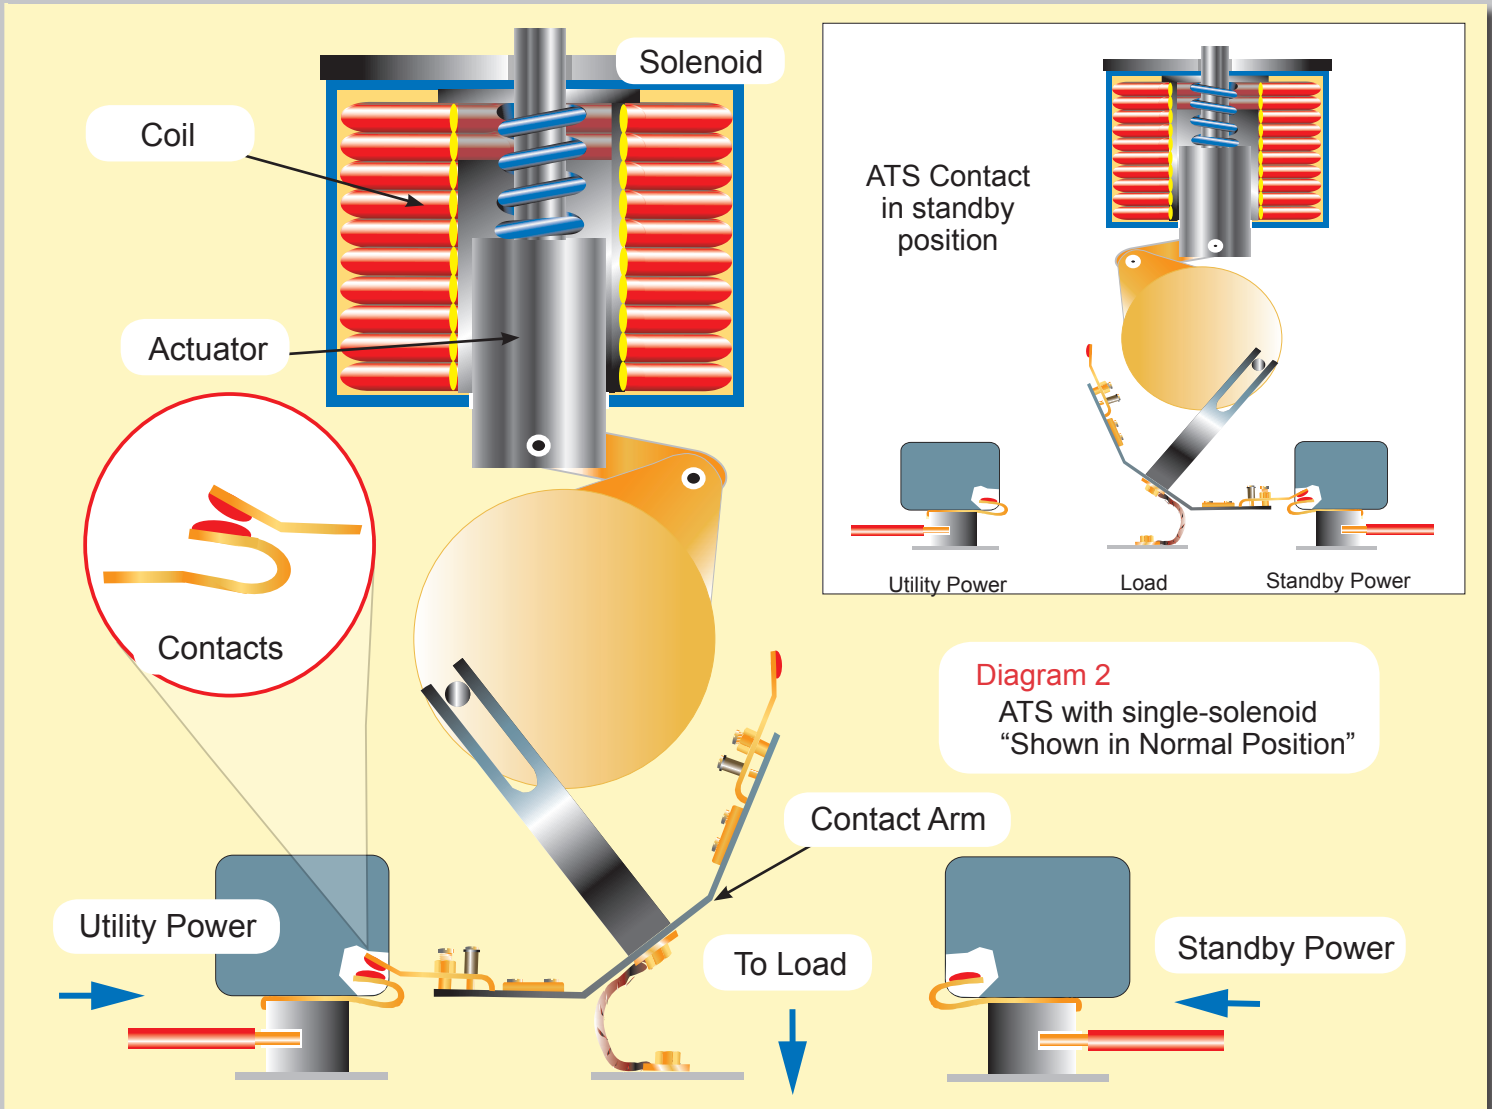 Solenoid
Coil
Actuator
Contacts
ATS Contact
in standby
position
Utility Power
Load
Standby Power
Diagram 2
ATS with single-solenoid
“Shown in Normal Position”
Contact Arm
Utility Power
To Load
Standby Power